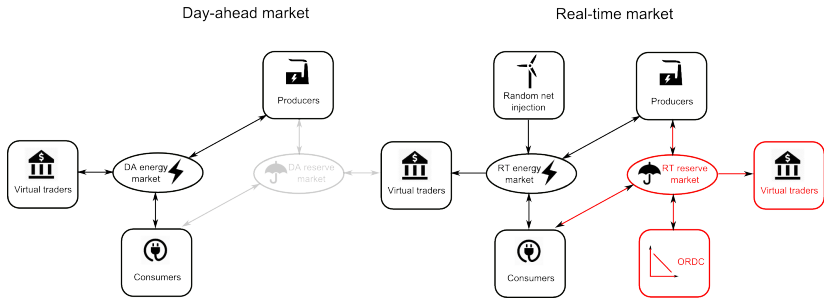 Day-ahead market
Real-time market
Producers
Random net
injection
Producers
Virtual traders
DA energy
market
DA reserve
market
Virtual traders
RT energy
market
RT reserve
market
Virtual traders
Consumers
Consumers
ORDC